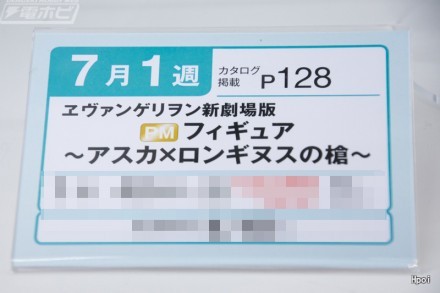 電ホビ
7月1週
カタログ
掲載 P128
ヱヴァンゲリヲン新劇場版
PM フィギュア
～アスカ×ロンギヌスの槍～
Hpoi